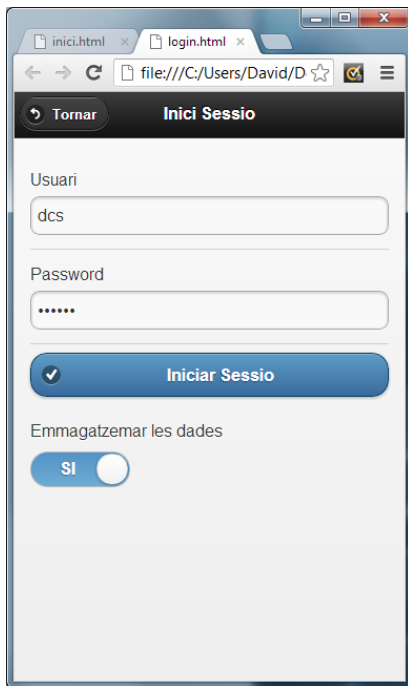 inici.html
login.html
file:///C:/Users/David/D
Tornar
Inici Sessio
Usuari
dcs
Password
••••••
Iniciar Sessio
Emmagatzemar les dades
SI